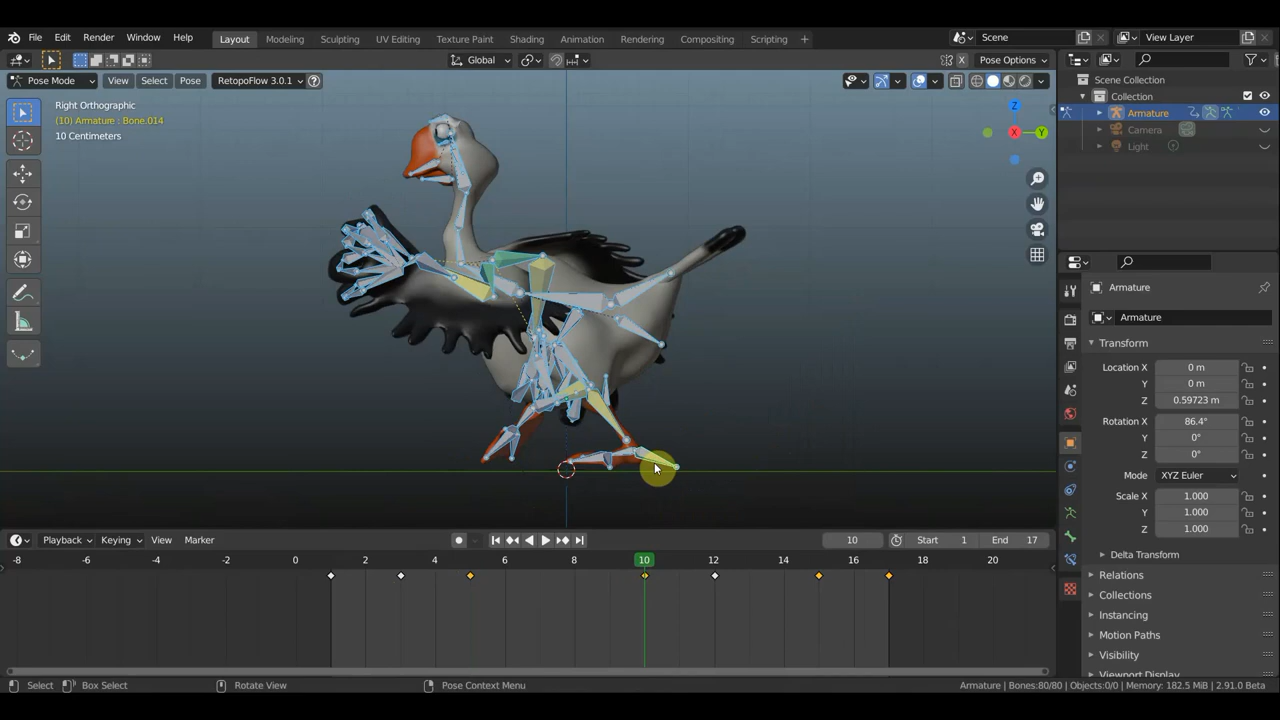 File Edit Render Window Help Layout Modeling Sculpting UV Editing Texture Paint Shading Animation Rendering Compositing Scripting + Scene View Layer
Global Pose Options
Pose Mode View Select Pose RetopoFlow 3.0.1
Right Orthographic
(10) Armature : Bone.014
10 Centimeters
Z
X
Y
Scene Collection
Collection
Armature
Camera
Light
Armature
Armature
Transform
Location X 0 m
Y 0 m
Z 0.59723 m
Rotation X 86.4°
Y 0°
Z 0°
Mode XYZ Euler
Scale X 1.000
Y 1.000
Z 1.000
Delta Transform
Relations
Collections
Instancing
Motion Paths
Visibility
Viewport Display
Playback Keying View Marker 10 Start 1 End 17
-8 -6 -4 -2 0 2 4 6 8 10 12 14 16 18 20
Select Box Select Rotate View Pose Context Menu Armature | Bones:80/80 | Objects:0/0 | Memory: 182.5 MiB | 2.91.0 Beta